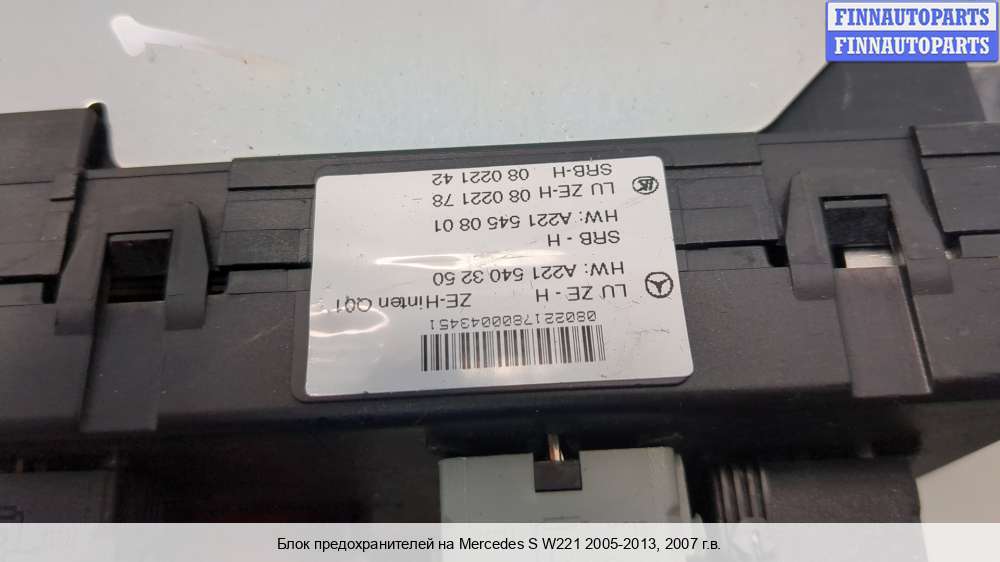 FINNAUTOPARTS
FINNAUTOPARTS
0802217800043451
LU ZE - H ZE-Hinten Q01
HW: A221 540 32 50
SRB - H
HW: A221 545 08 01
LU ZE-H 08 0221 78
SRB-H 08 0221 42
Блок предохранителей на Mercedes S W221 2005-2013, 2007 г.в.